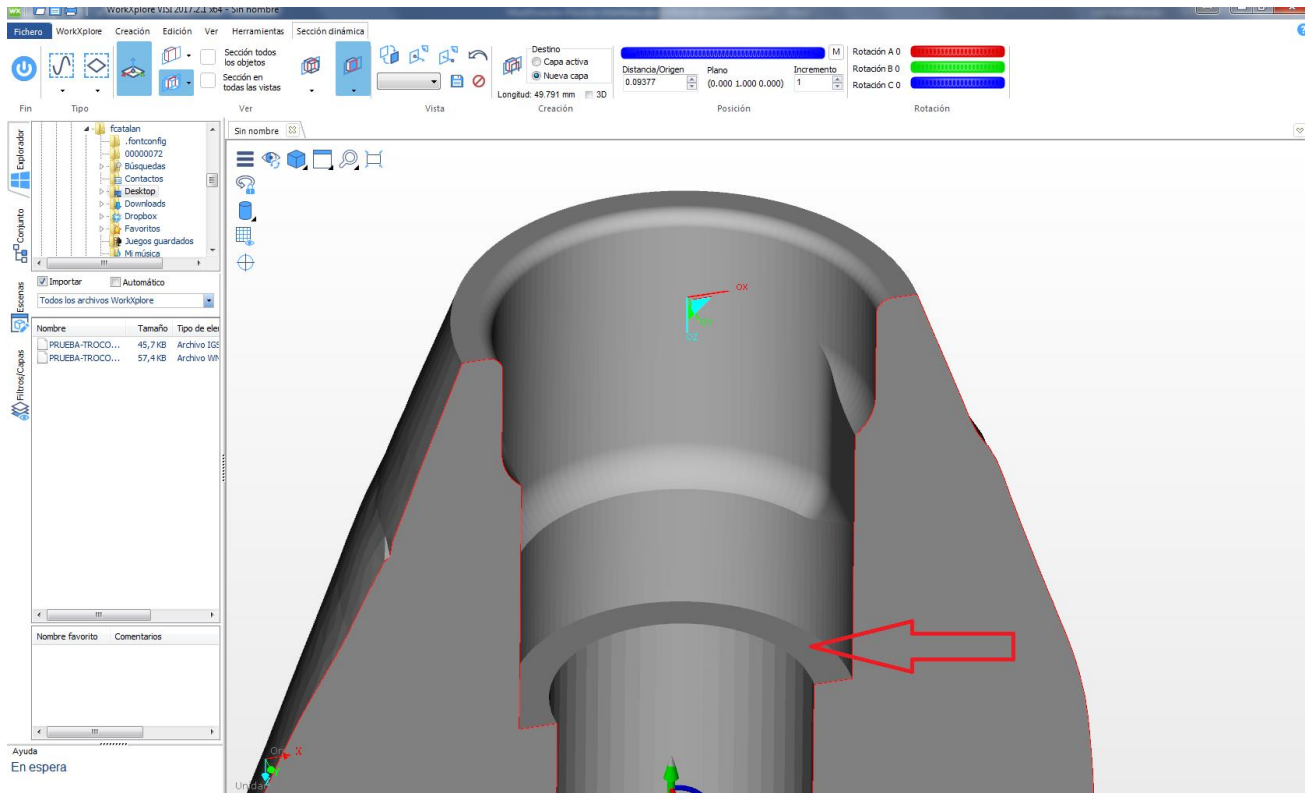 WorkXplore VISI 2017.2.1 x64 - Sin nombre
Fichero WorkXplore Creación Edición Ver Herramientas Sección dinámica
Sección todos los objetos
Sección en todas las vistas
Destino
Capa activa
Nueva capa
Longitud: 49.791 mm 3D
M
Distancia/Origen Plano Incremento
0.09377 (0.000 1.000 0.000) 1
Rotación A 0
Rotación B 0
Rotación C 0
Fin Tipo Ver Vista Creación Posición Rotación
Explorador
Conjunto
Escenas
Filtros/Capas
fcatalan
.fontconfig
00000072
Búsquedas
Contactos
Desktop
Downloads
Dropbox
Favoritos
Juegos guardados
Mi música
Importar Automático
Todos los archivos WorkXplore
Nombre Tamaño Tipo de ele
PRUEBA-TROCO... 45,7 KB Archivo IGS
PRUEBA-TROCO... 57,4 KB Archivo
Nombre favorito Comentarios
Ayuda
En espera
Sin nombre
OX
OZ
X